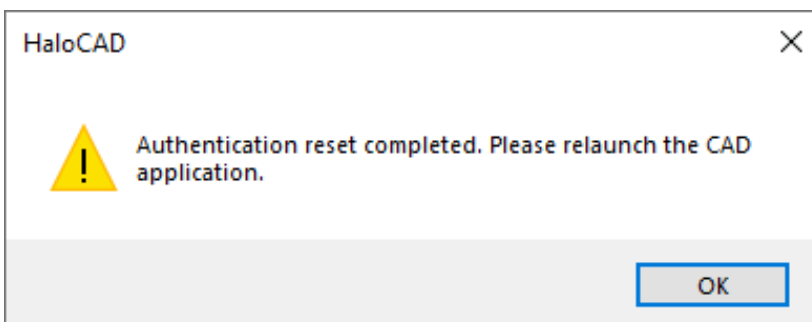 HaloCAD
Authentication reset completed. Please relaunch the CAD
application.
OK